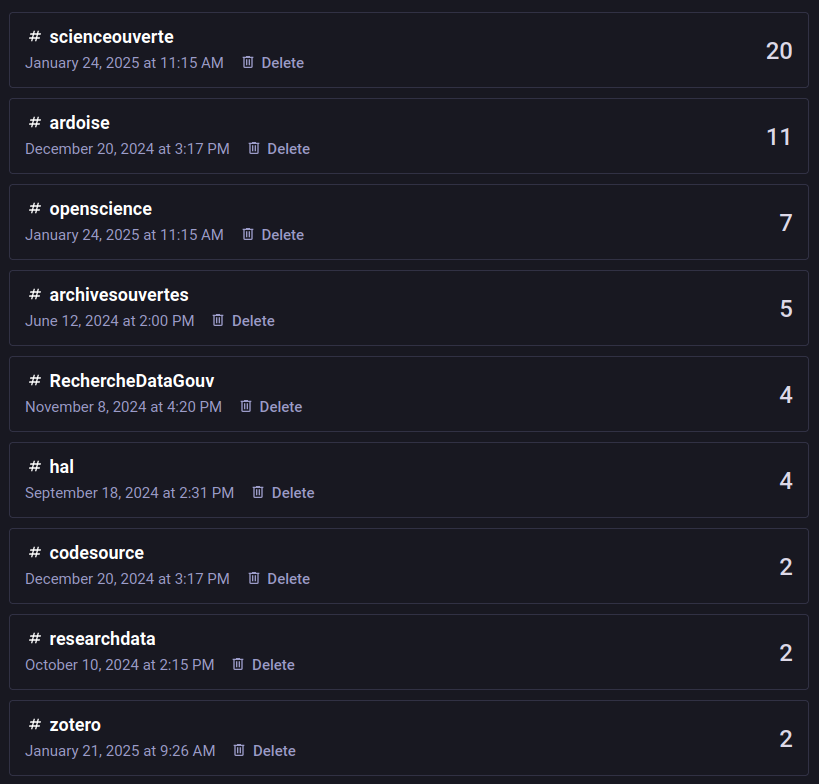 # scienceouverte
January 24, 2025 at 11:15 AM Delete
20
# ardoise
December 20, 2024 at 3:17 PM Delete
11
# openscience
January 24, 2025 at 11:15 AM Delete
7
# archivesouvertes
June 12, 2024 at 2:00 PM Delete
5
# RechercheDataGouv
November 8, 2024 at 4:20 PM Delete
4
# hal
September 18, 2024 at 2:31 PM Delete
4
# codesource
December 20, 2024 at 3:17 PM Delete
2
# researchdata
October 10, 2024 at 2:15 PM Delete
2
# zotero
January 21, 2025 at 9:26 AM Delete
2